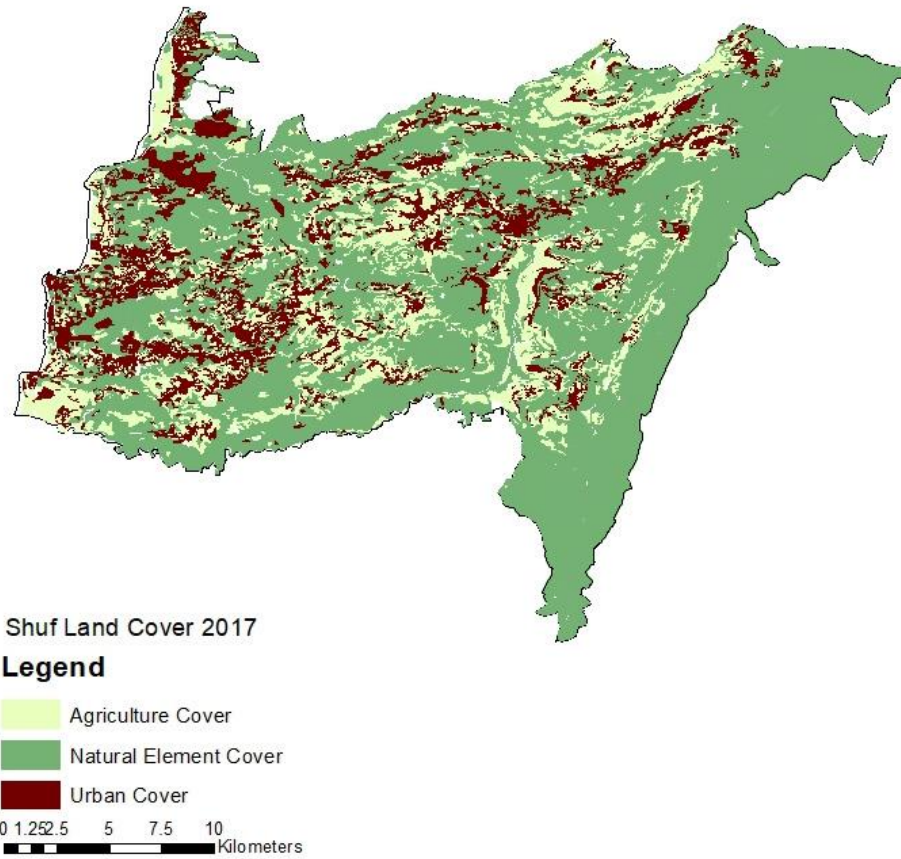 Shuf Land Cover 2017
Legend
Agriculture Cover
Natural Element Cover
Urban Cover
0 1.252.5 5 7.5 10
Kilometers